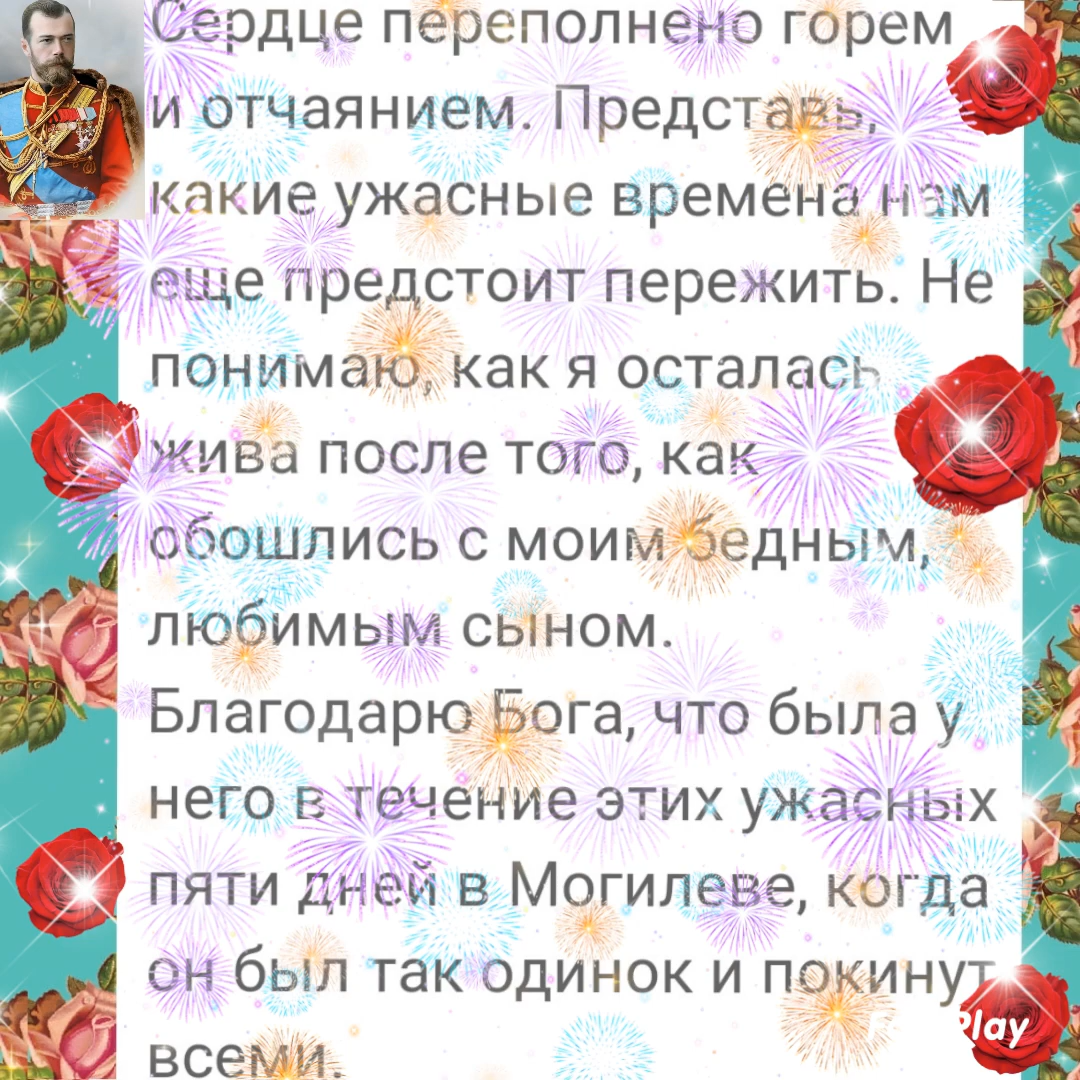 Сердце переполнено горем
и отчаянием. Представь,
какие ужасные времена нам
еще предстоит пережить. Не
понимаю, как я осталась
жива после того, как
обошлись с моим бедным,
любимым сыном.
Благодарю Бога, что была у
него в течение этих ужасных
пяти дней в Могилеве, когда
он был так одинок и покинут
всеми.